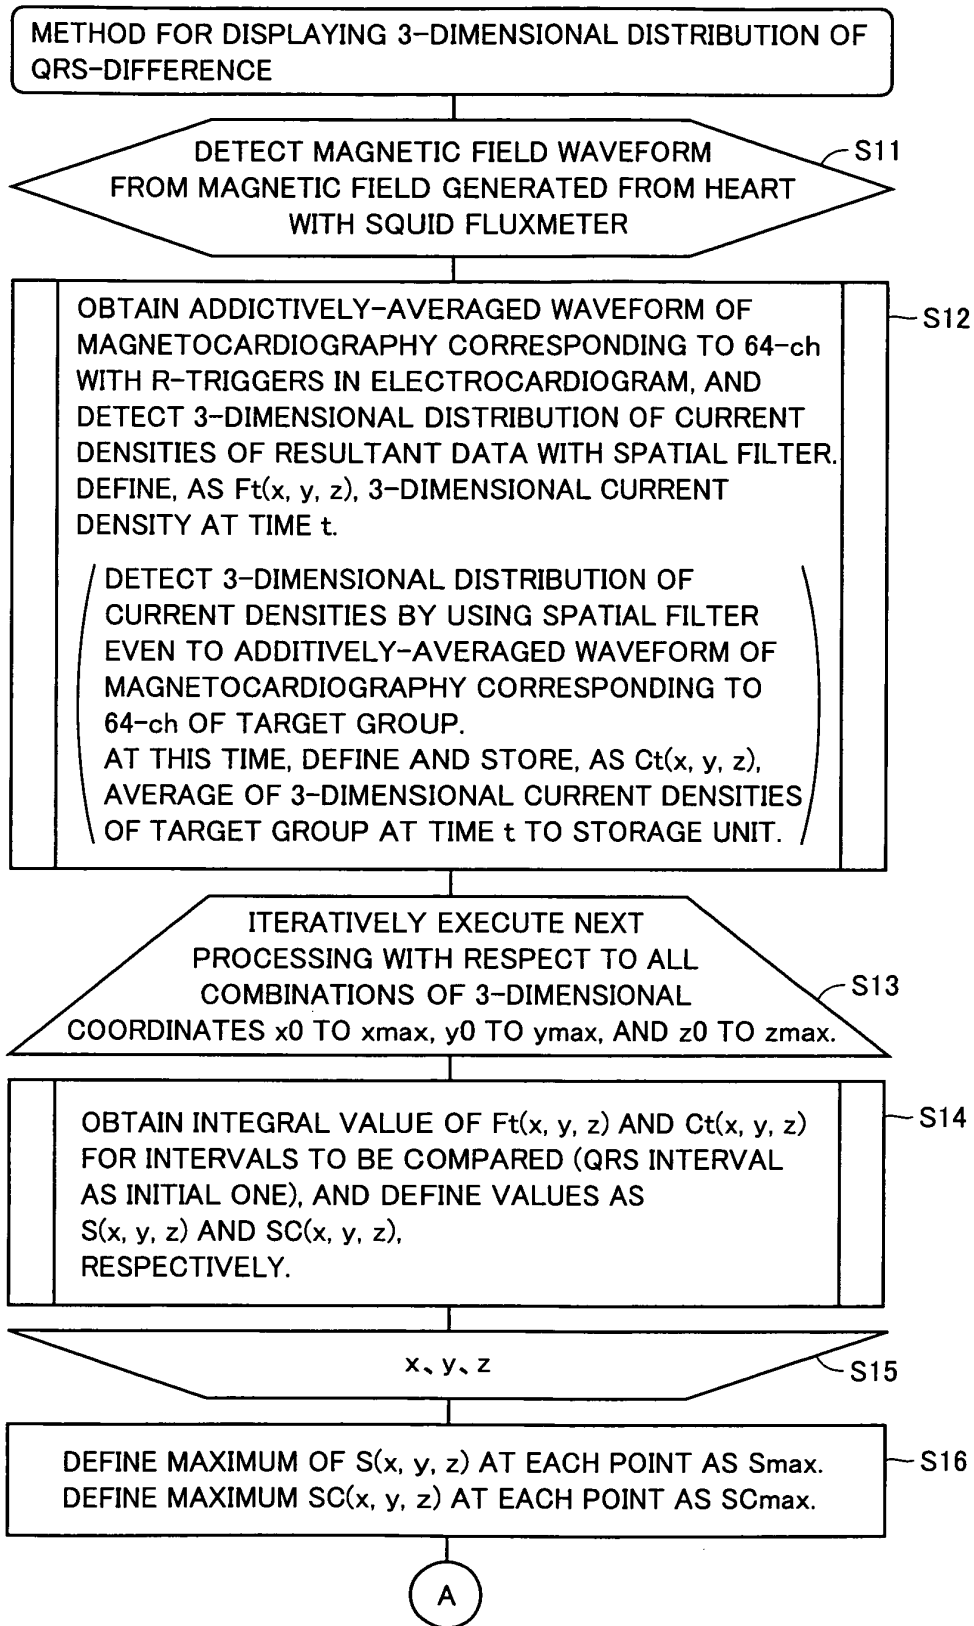 METHOD FOR DISPLAYING 3-DIMENSIONAL DISTRIBUTION OF
QRS-DIFFERENCE
DETECT MAGNETIC FIELD WAVEFORM
FROM MAGNETIC FIELD GENERATED FROM HEART
WITH SQUID FLUXMETER
S11
OBTAIN ADDICTIVELY-AVERAGED WAVEFORM OF
MAGNETOCARDIOGRAPHY CORRESPONDING TO 64-ch
WITH R-TRIGGERS IN ELECTROCARDIOGRAM, AND
DETECT 3-DIMENSIONAL DISTRIBUTION OF CURRENT
DENSITIES OF RESULTANT DATA WITH SPATIAL FILTER.
DEFINE, AS Ft(x, y, z), 3-DIMENSIONAL CURRENT
DENSITY AT TIME t.
S12
DETECT 3-DIMENSIONAL DISTRIBUTION OF
CURRENT DENSITIES BY USING SPATIAL FILTER
EVEN TO ADDITIVELY-AVERAGED WAVEFORM OF
MAGNETOCARDIOGRAPHY CORRESPONDING TO
64-ch OF TARGET GROUP.
AT THIS TIME, DEFINE AND STORE, AS Ct(x, y, z),
AVERAGE OF 3-DIMENSIONAL CURRENT DENSITIES
OF TARGET GROUP AT TIME t TO STORAGE UNIT.
ITERATIVELY EXECUTE NEXT
PROCESSING WITH RESPECT TO ALL
COMBINATIONS OF 3-DIMENSIONAL
COORDINATES x0 TO xmax, y0 TO ymax, AND z0 TO zmax.
S13
OBTAIN INTEGRAL VALUE OF Ft(x, y, z) AND Ct(x, y, z)
FOR INTERVALS TO BE COMPARED (QRS INTERVAL
AS INITIAL ONE), AND DEFINE VALUES AS
S(x, y, z) AND SC(x, y, z),
RESPECTIVELY.
S14
x、y、z
S15
DEFINE MAXIMUM OF S(x, y, z) AT EACH POINT AS Smax.
DEFINE MAXIMUM SC(x, y, z) AT EACH POINT AS SCmax.
S16
A